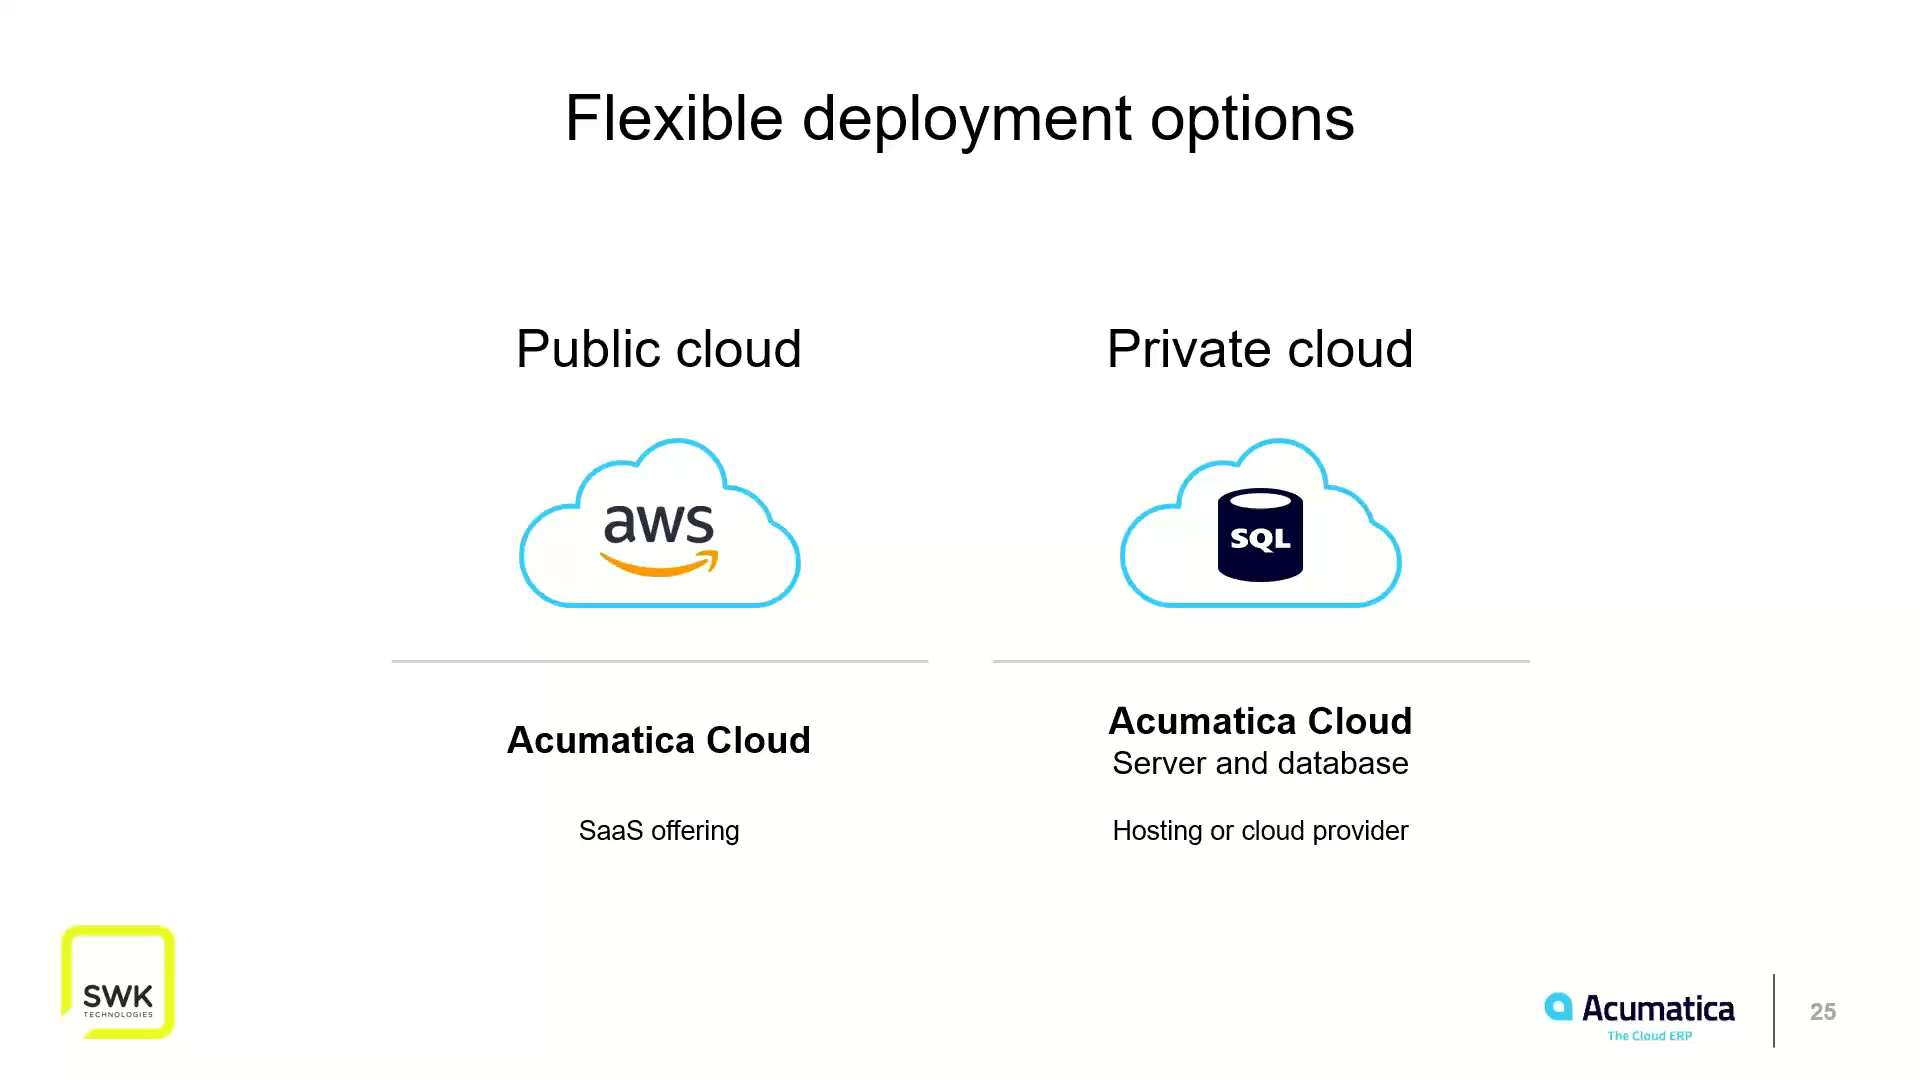 Flexible deployment options
Public cloud
aws
Acumatica Cloud
SaaS offering
Private cloud
SQL
Acumatica Cloud
Server and database
Hosting or cloud provider
SWK
TECHNOLOGIES
Acumatica
The Cloud ERP
25